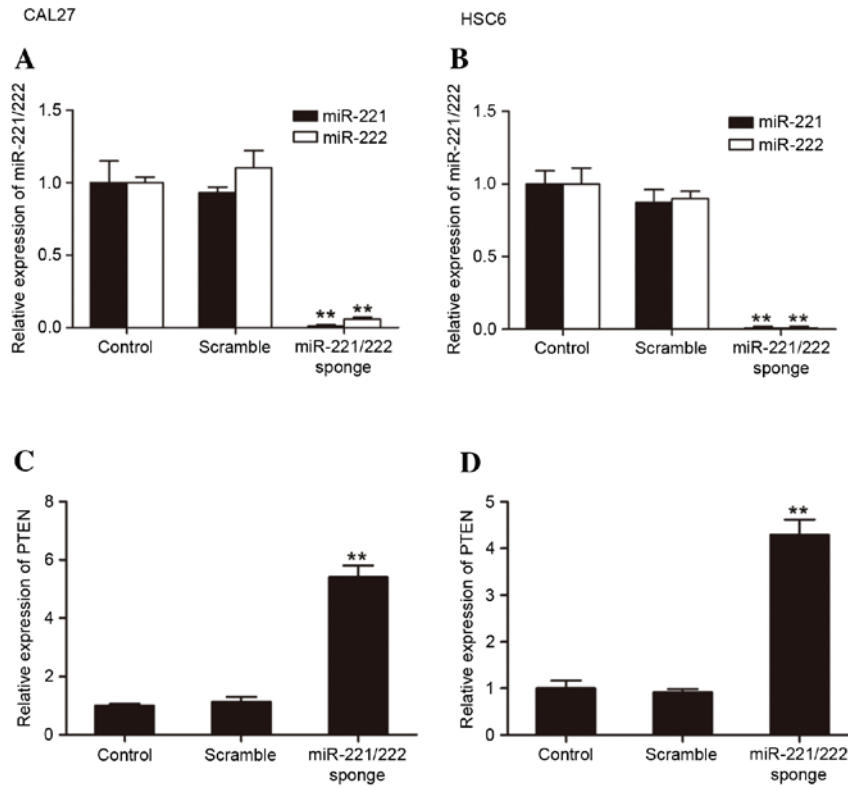 CAL27
HSC6
A
Relative expression of miR-221/222
1.5
1.0
0.5
0.0
miR-221
miR-222
** **
Control
Scramble
miR-221/222
sponge
B
Relative expression of miR-221/222
1.5
1.0
0.5
0.0
miR-221
miR-222
** **
Control
Scramble
miR-221/222
sponge
C
Relative expression of PTEN
8
6
4
2
0
**
Control
Scramble
miR-221/222
sponge
D
Relative expression of PTEN
5
4
3
2
1
0
**
Control
Scramble
miR-221/222
sponge